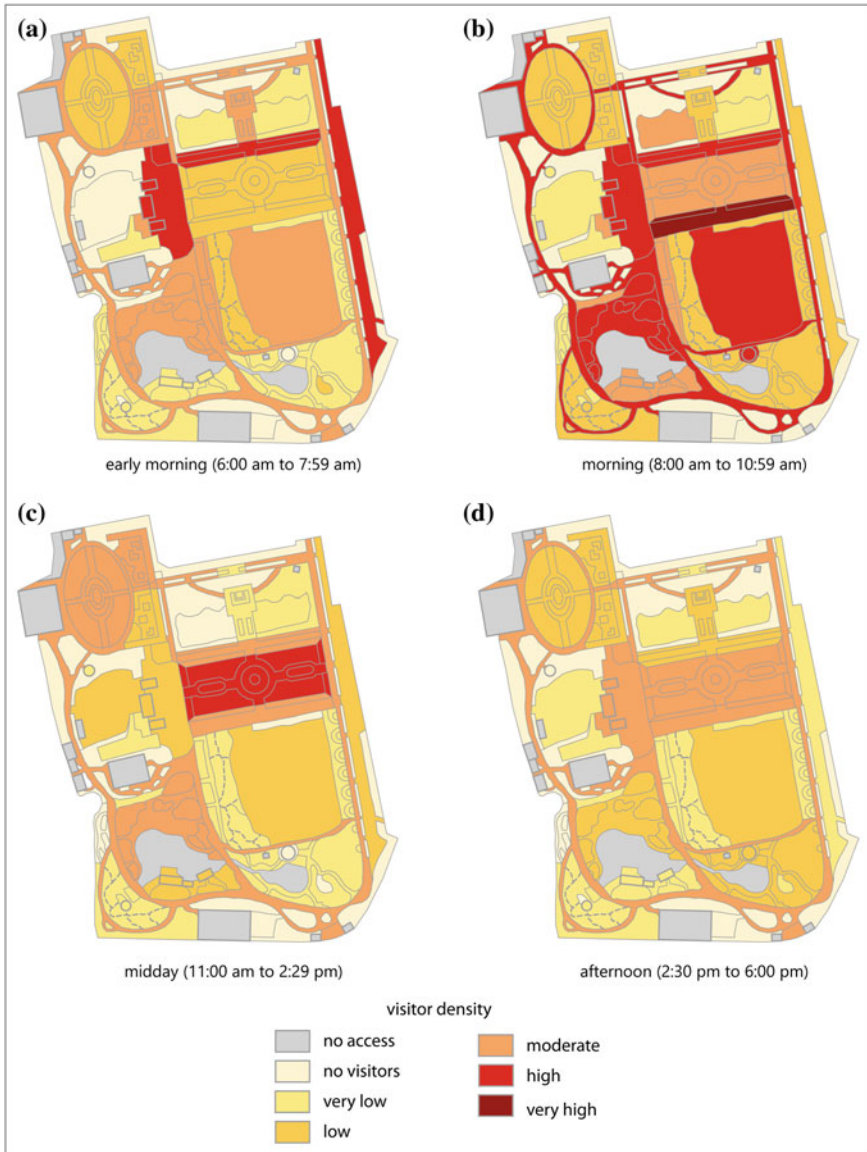 (a)
(b)
early morning (6:00 am to 7:59 am)
morning (8:00 am to 10:59 am)
(c)
(d)
midday (11:00 am to 2:29 pm)
afternoon (2:30 pm to 6:00 pm)
visitor density
no access
no visitors
very low
low
moderate
high
very high